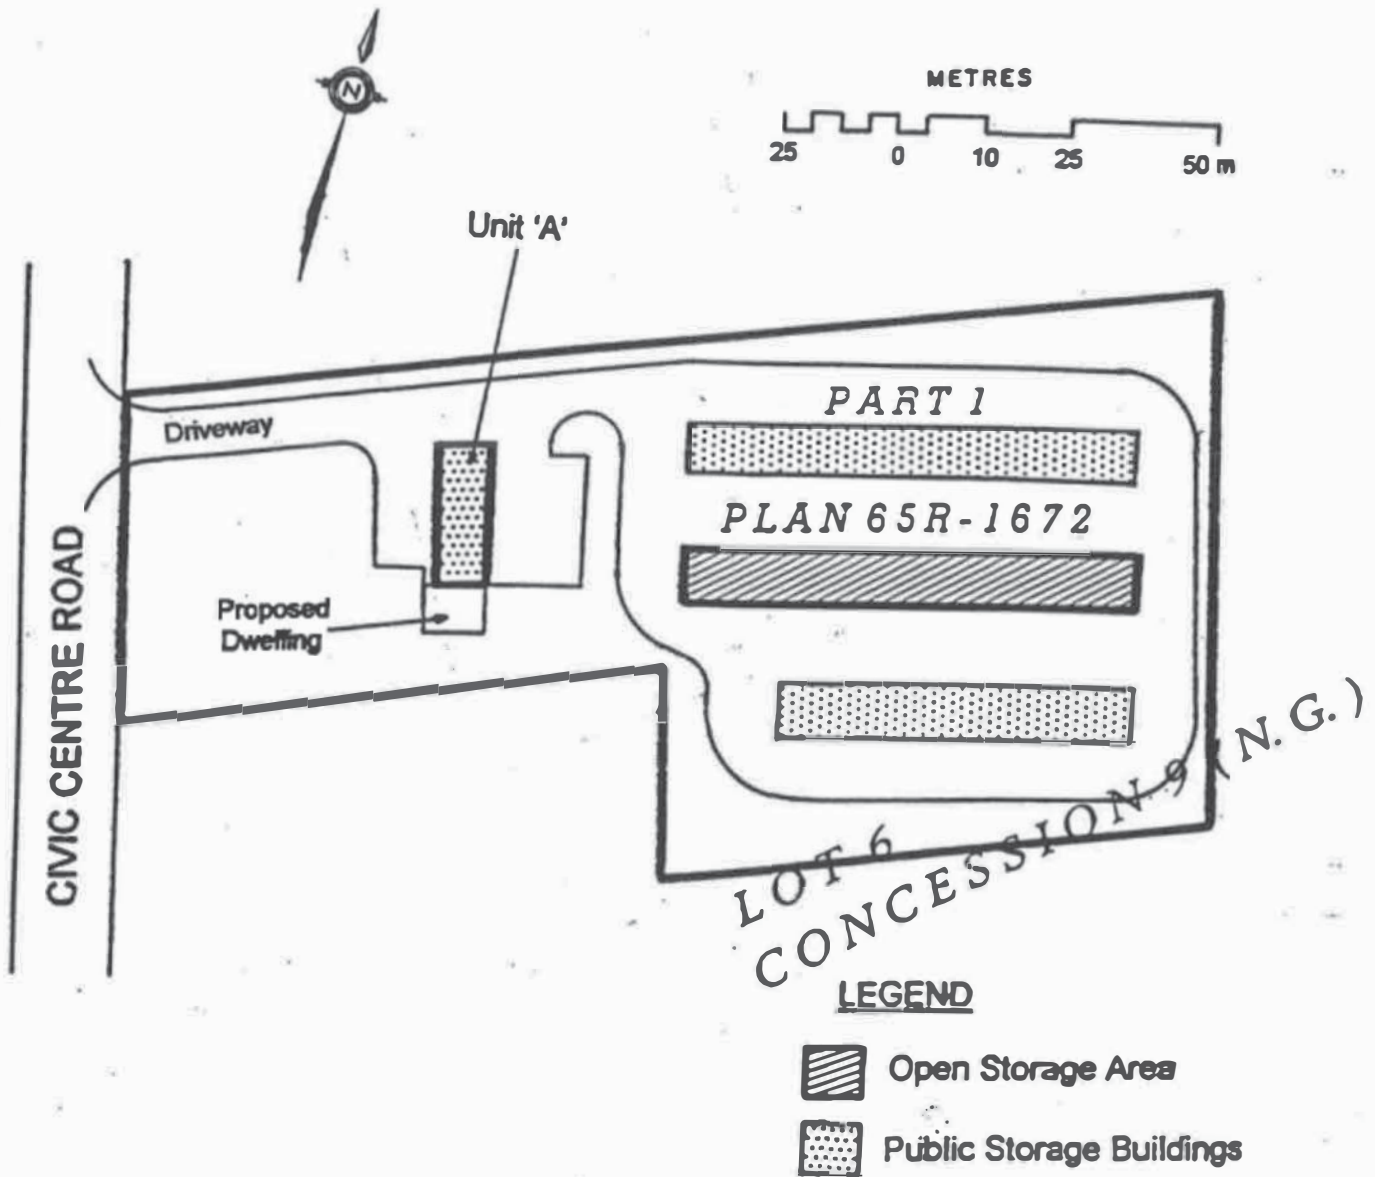 N
METRES
25 0 10 25 50 m
Unit 'A'
PART 1
Driveway
PLAN 65R-1672
CIVIC CENTRE ROAD
Proposed
Dwelling
LOT 6
CONCESSION 9 (N.G.)
LEGEND
Open Storage Area
Public Storage Buildings